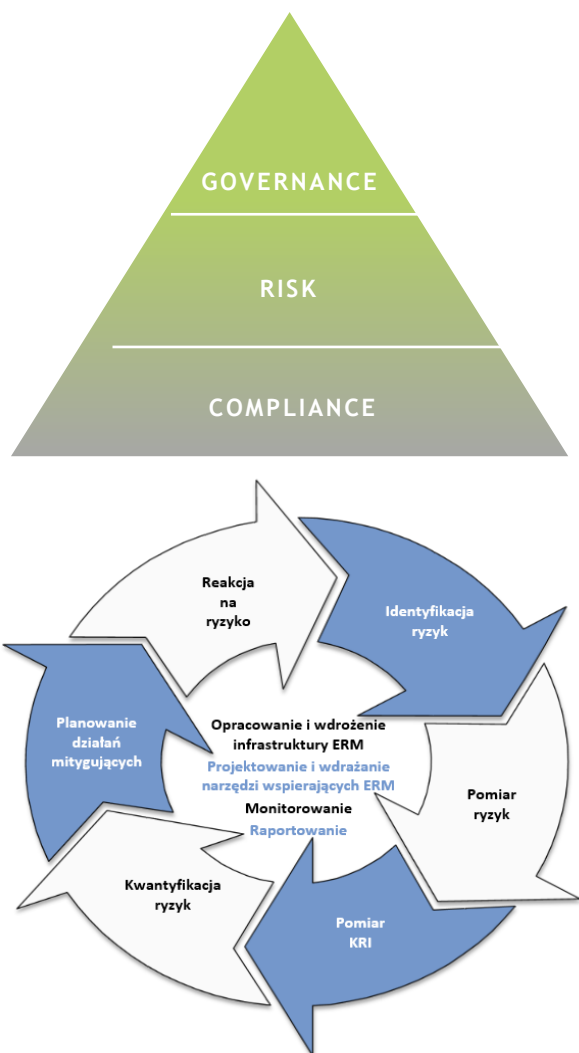 GOVERNANCE
RISK
COMPLIANCE
Reakcja
na
ryzyko
Identyfikacja
ryzyk
Planowanie
działań
mitygujących
Opracowanie i wdrożenie
infrastruktury ERM
Projektowanie i wdrażanie
narzędzi wspierających ERM
Monitorowanie
Raportowanie
Pomiar
ryzyk
Kwantyfikacja
ryzyk
Pomiar
KRI